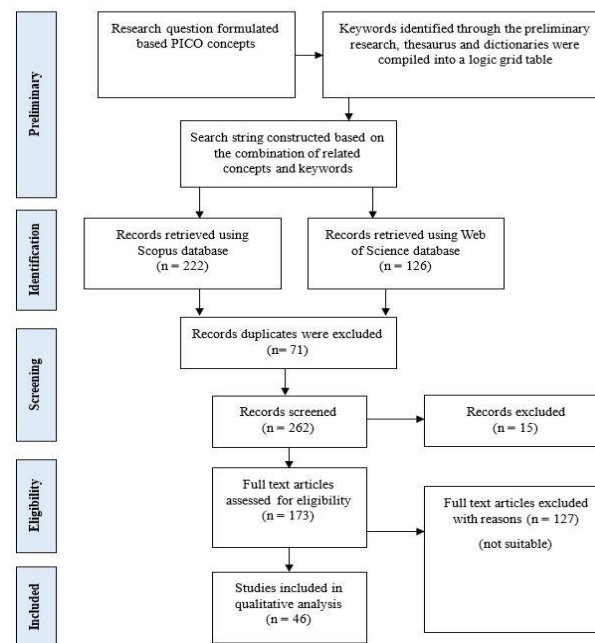 Preliminary
Research question formulated
based PICO concepts
Keywords identified through the preliminary
research, thesaurus and dictionaries were
compiled into a logic grid table
Search string constructed based on
the combination of related
concepts and keywords
Identification
Records retrieved using
Scopus database
(n = 222)
Records retrieved using Web
of Science database
(n = 126)
Screening
Records duplicates were excluded
(n= 71)
Records screened
(n = 262)
Records excluded
(n = 15)
Eligibility
Full text articles
assessed for eligibility
(n = 173)
Full text articles excluded
with reasons (n = 127)
(not suitable)
Included
Studies included in
qualitative analysis
(n = 46)